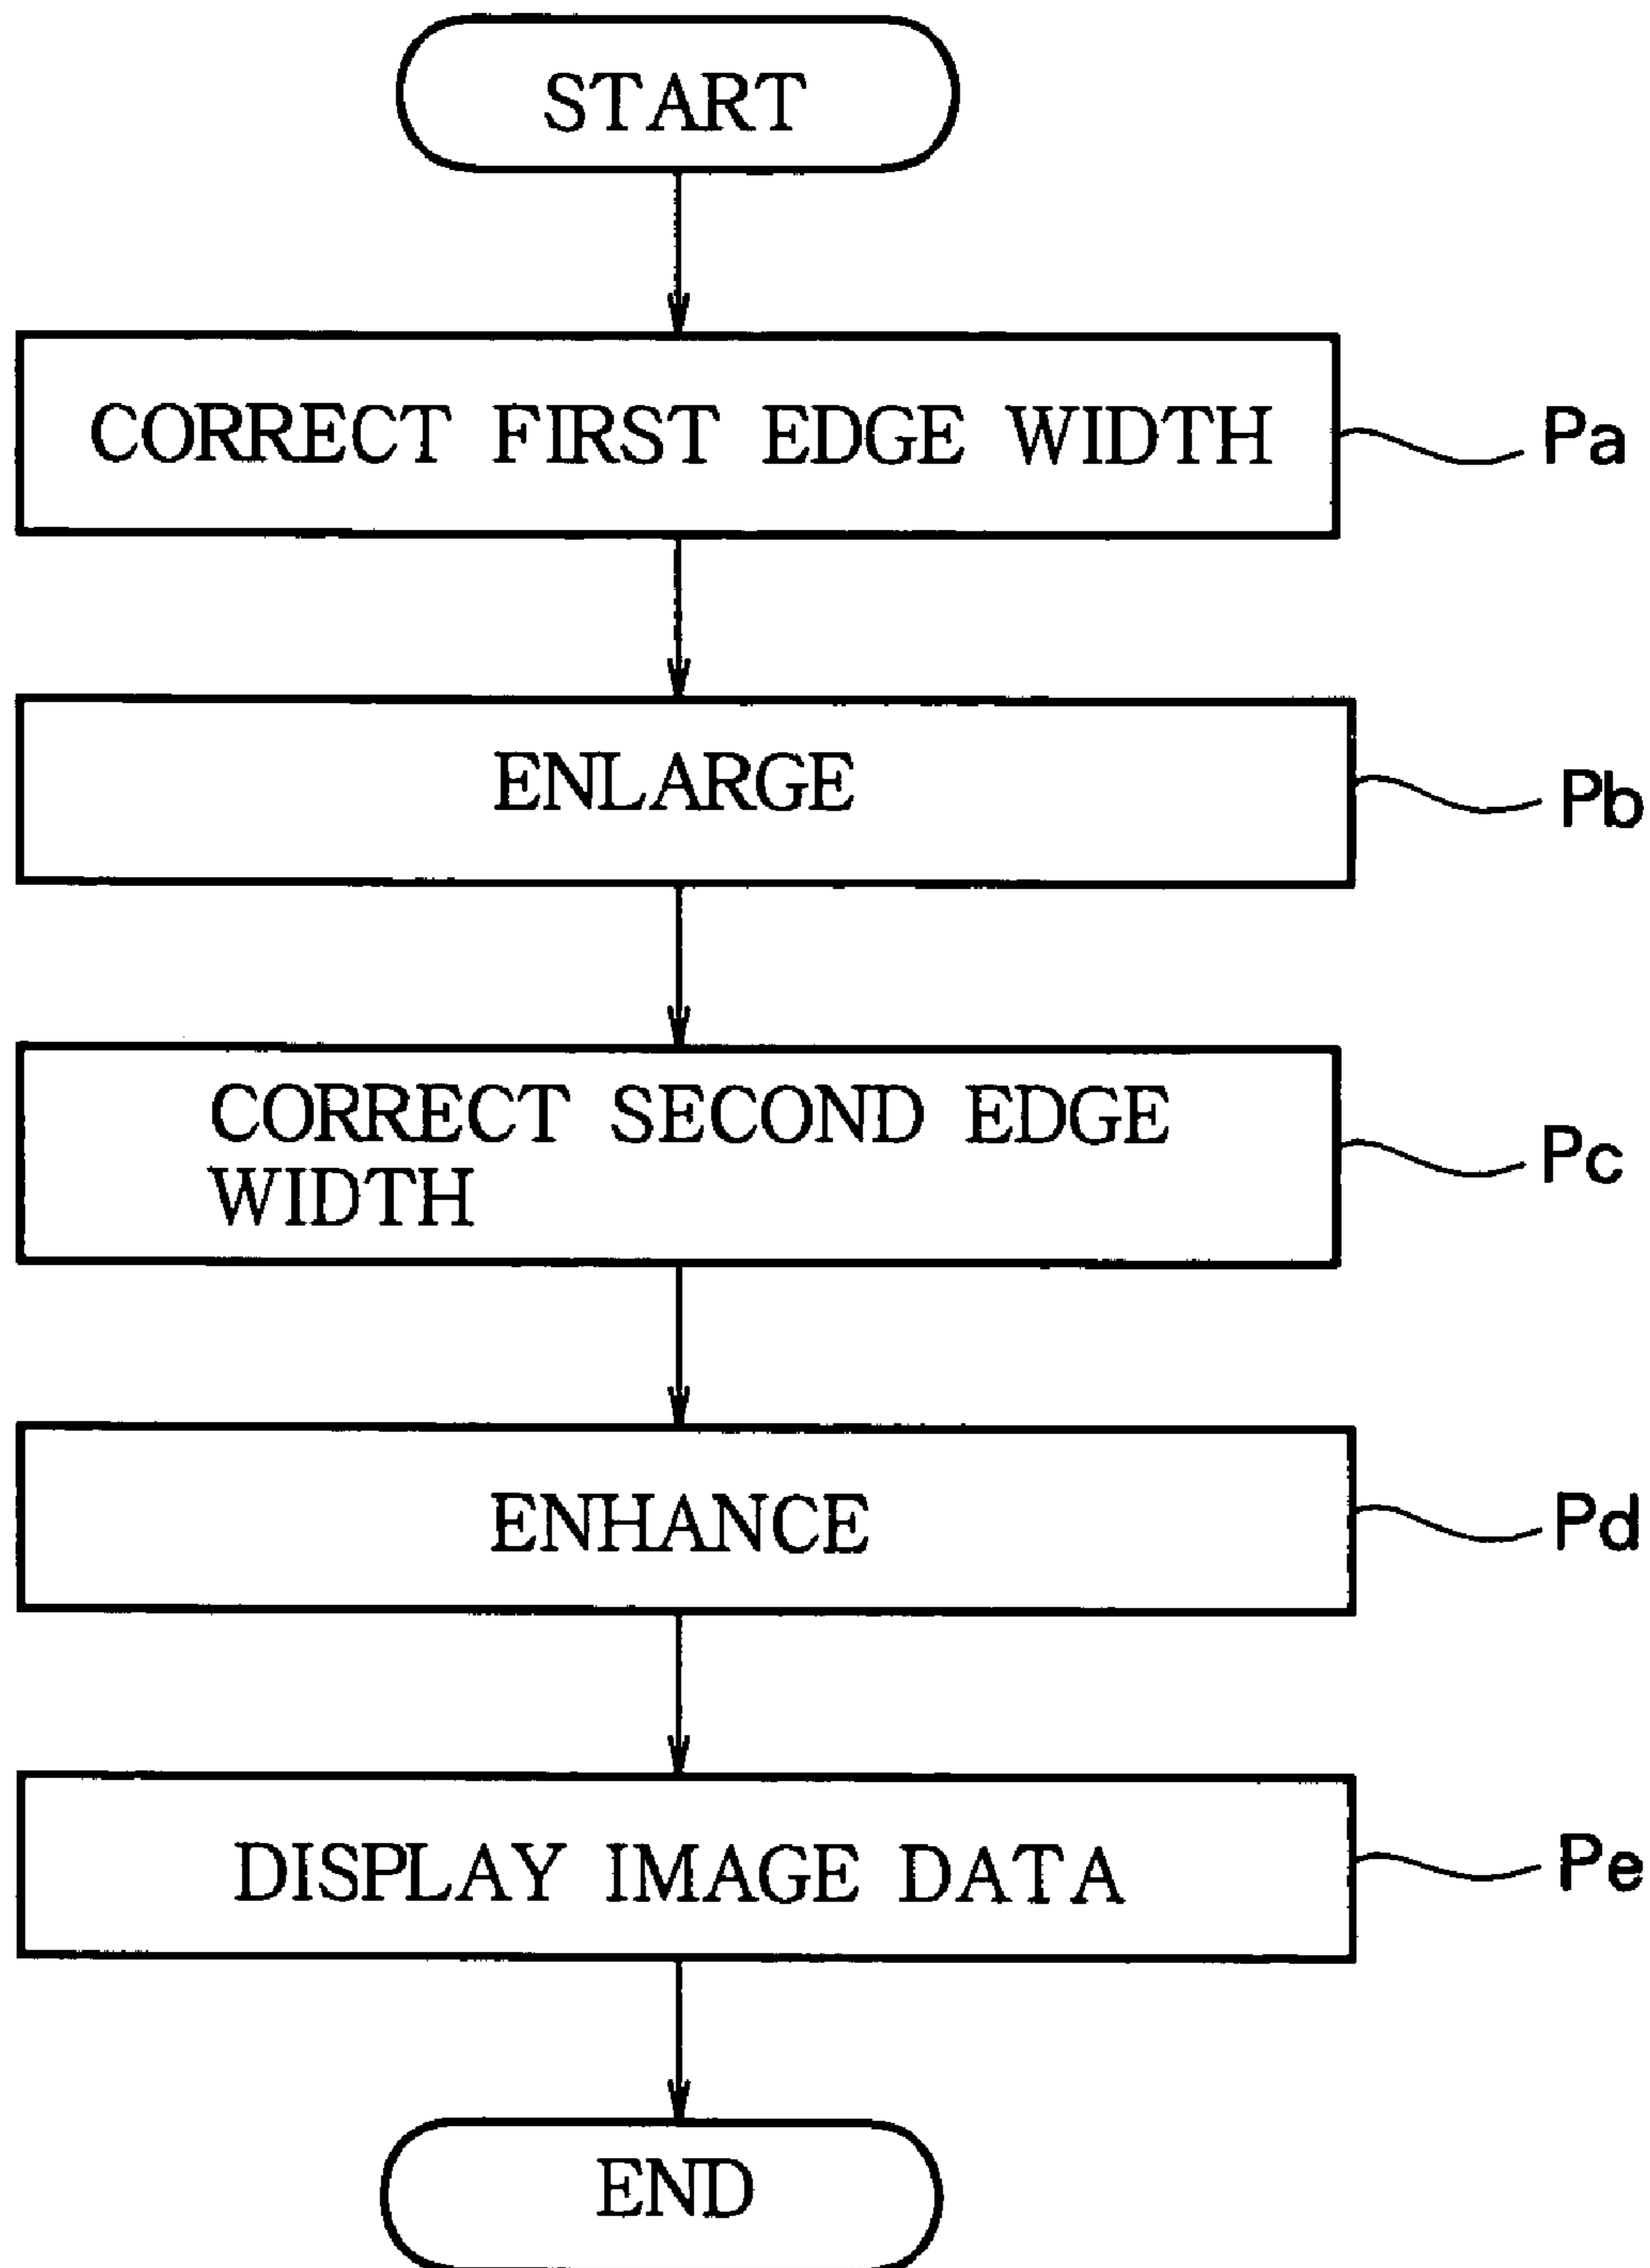 START
CORRECT FIRST EDGE WIDTH
Pa
ENLARGE
Pb
CORRECT SECOND EDGE
WIDTH
Pc
ENHANCE
Pd
DISPLAY IMAGE DATA
Pe
END